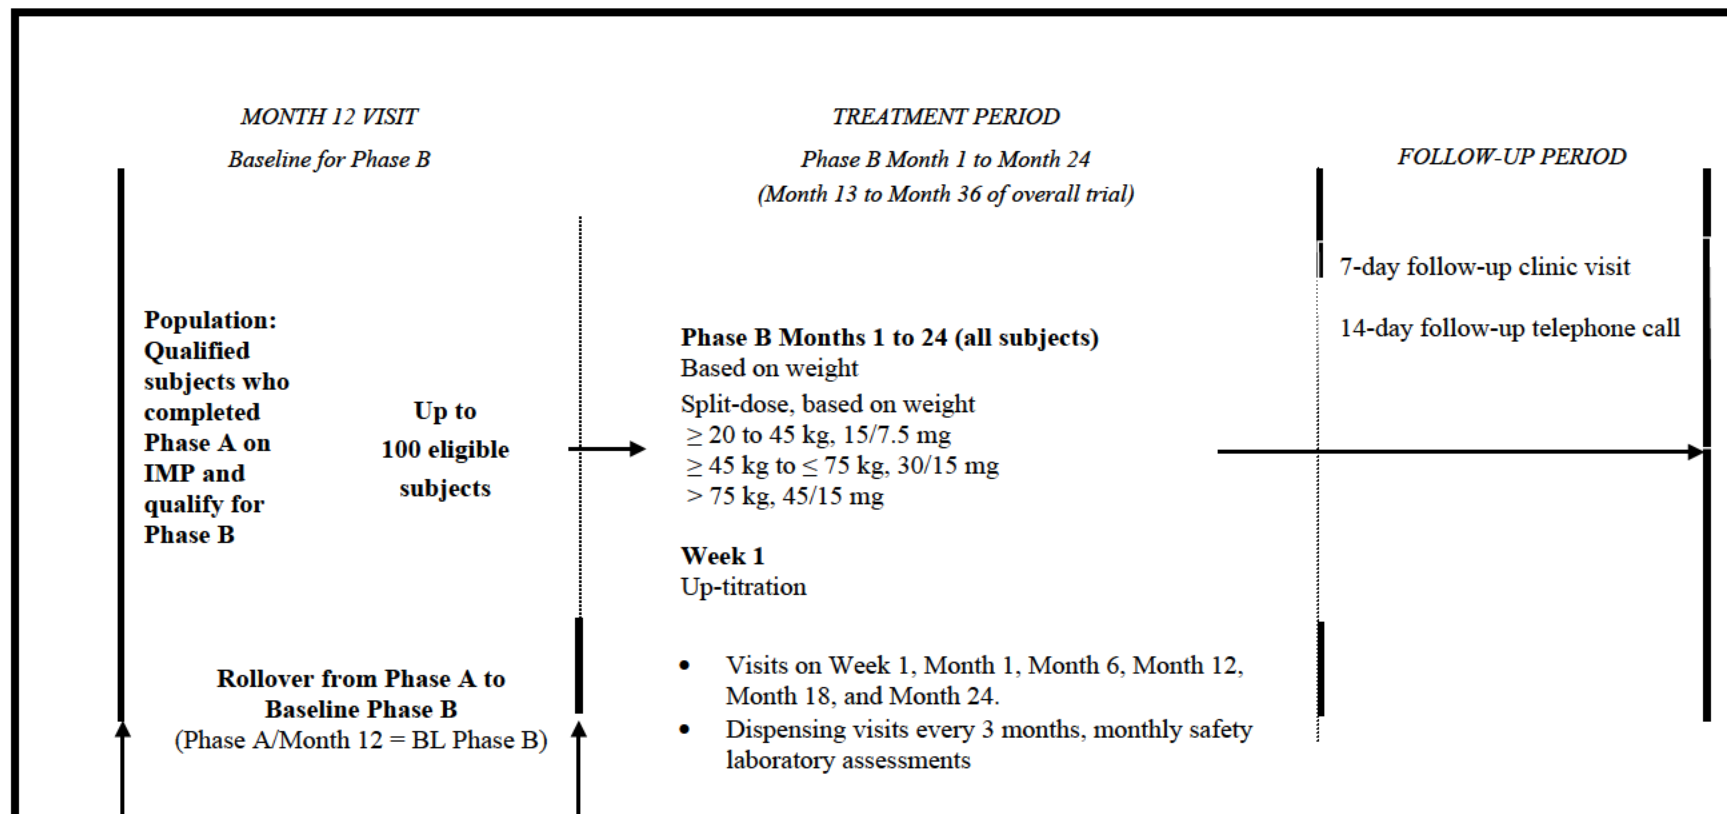 MONTH 12 VISIT
Baseline for Phase B
TREATMENT PERIOD
Phase B Month 1 to Month 24
(Month 13 to Month 36 of overall trial)
FOLLOW-UP PERIOD
Population:
Qualified
subjects who
completed
Phase A on
IMP and
qualify for
Phase B
Up to
100 eligible
subjects
Phase B Months 1 to 24 (all subjects)
Based on weight
Split-dose, based on weight
≥ 20 to 45 kg, 15/7.5 mg
≥ 45 kg to ≤ 75 kg, 30/15 mg
> 75 kg, 45/15 mg
Week 1
Up-titration
7-day follow-up clinic visit
14-day follow-up telephone call
Rollover from Phase A to
Baseline Phase B
(Phase A/Month 12 = BL Phase B)
• Visits on Week 1, Month 1, Month 6, Month 12,
Month 18, and Month 24.
• Dispensing visits every 3 months, monthly safety
laboratory assessments